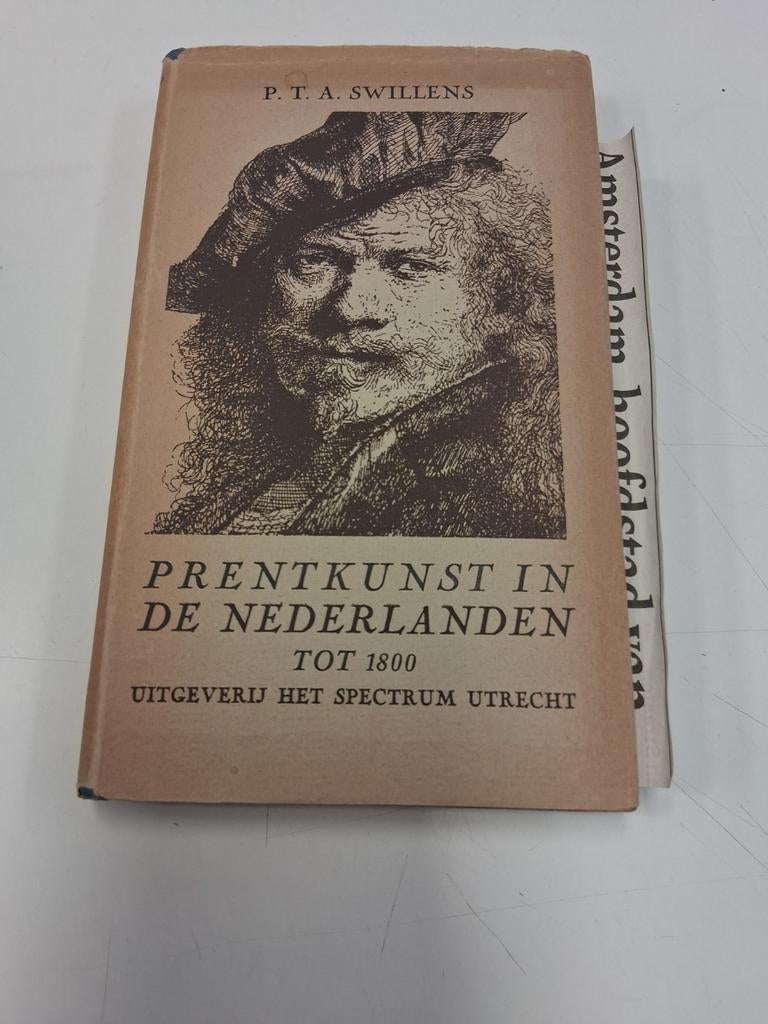 P. T. A. SWILLENS
PRENTKUNST IN
DE NEDERLANDEN
TOT 1800
UITGEVERIJ HET SPECTRUM UTRECHT
Amsterdam, hoofdstad van